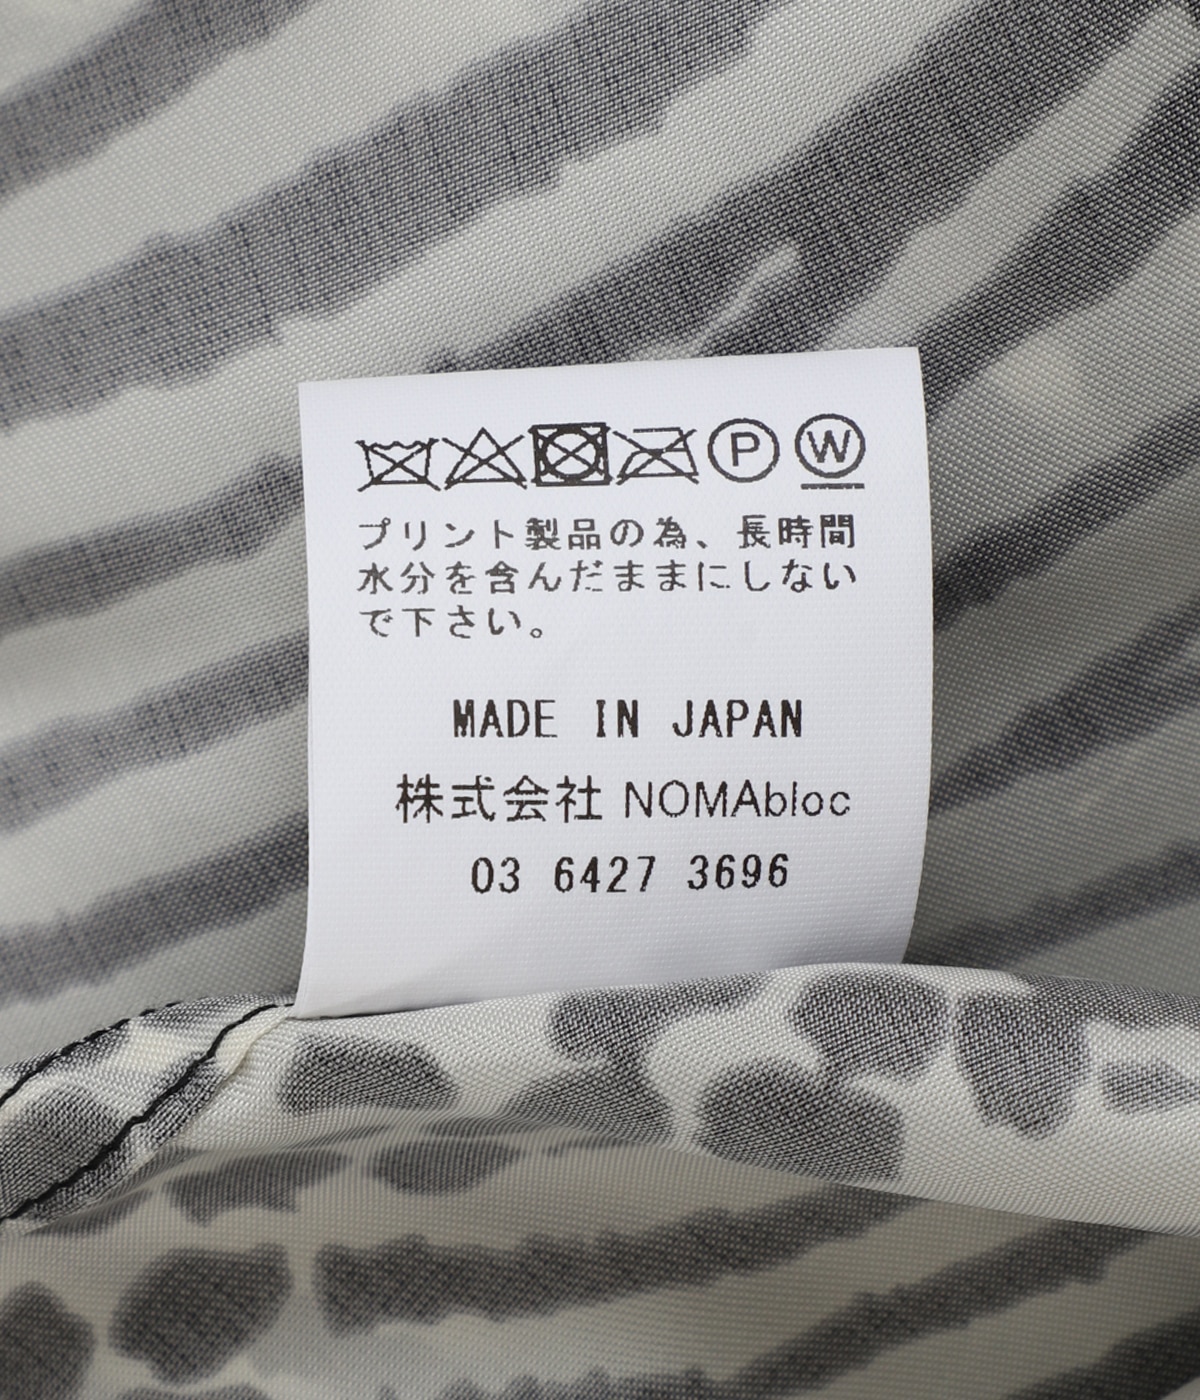 P W
プリント製品の為、長時間
水分を含んだままにしない
で下さい。
MADE IN JAPAN
株式会社 NOMAbloc
03 6427 3696